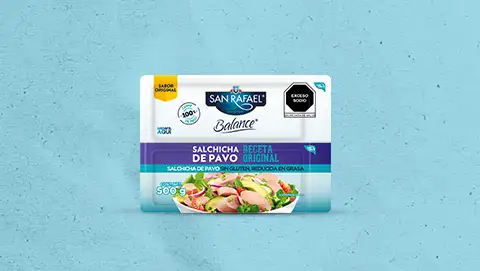 SABOR
ORIGINAL
SAN RAFAEL
Balance
100%
EXCESO
SODIO
SALCHICHA
DE PAVO
RECETA
ORIGINAL
SALCHICHA DE PAVO SIN GLUTEN, REDUCIDA EN GRASA
500 g